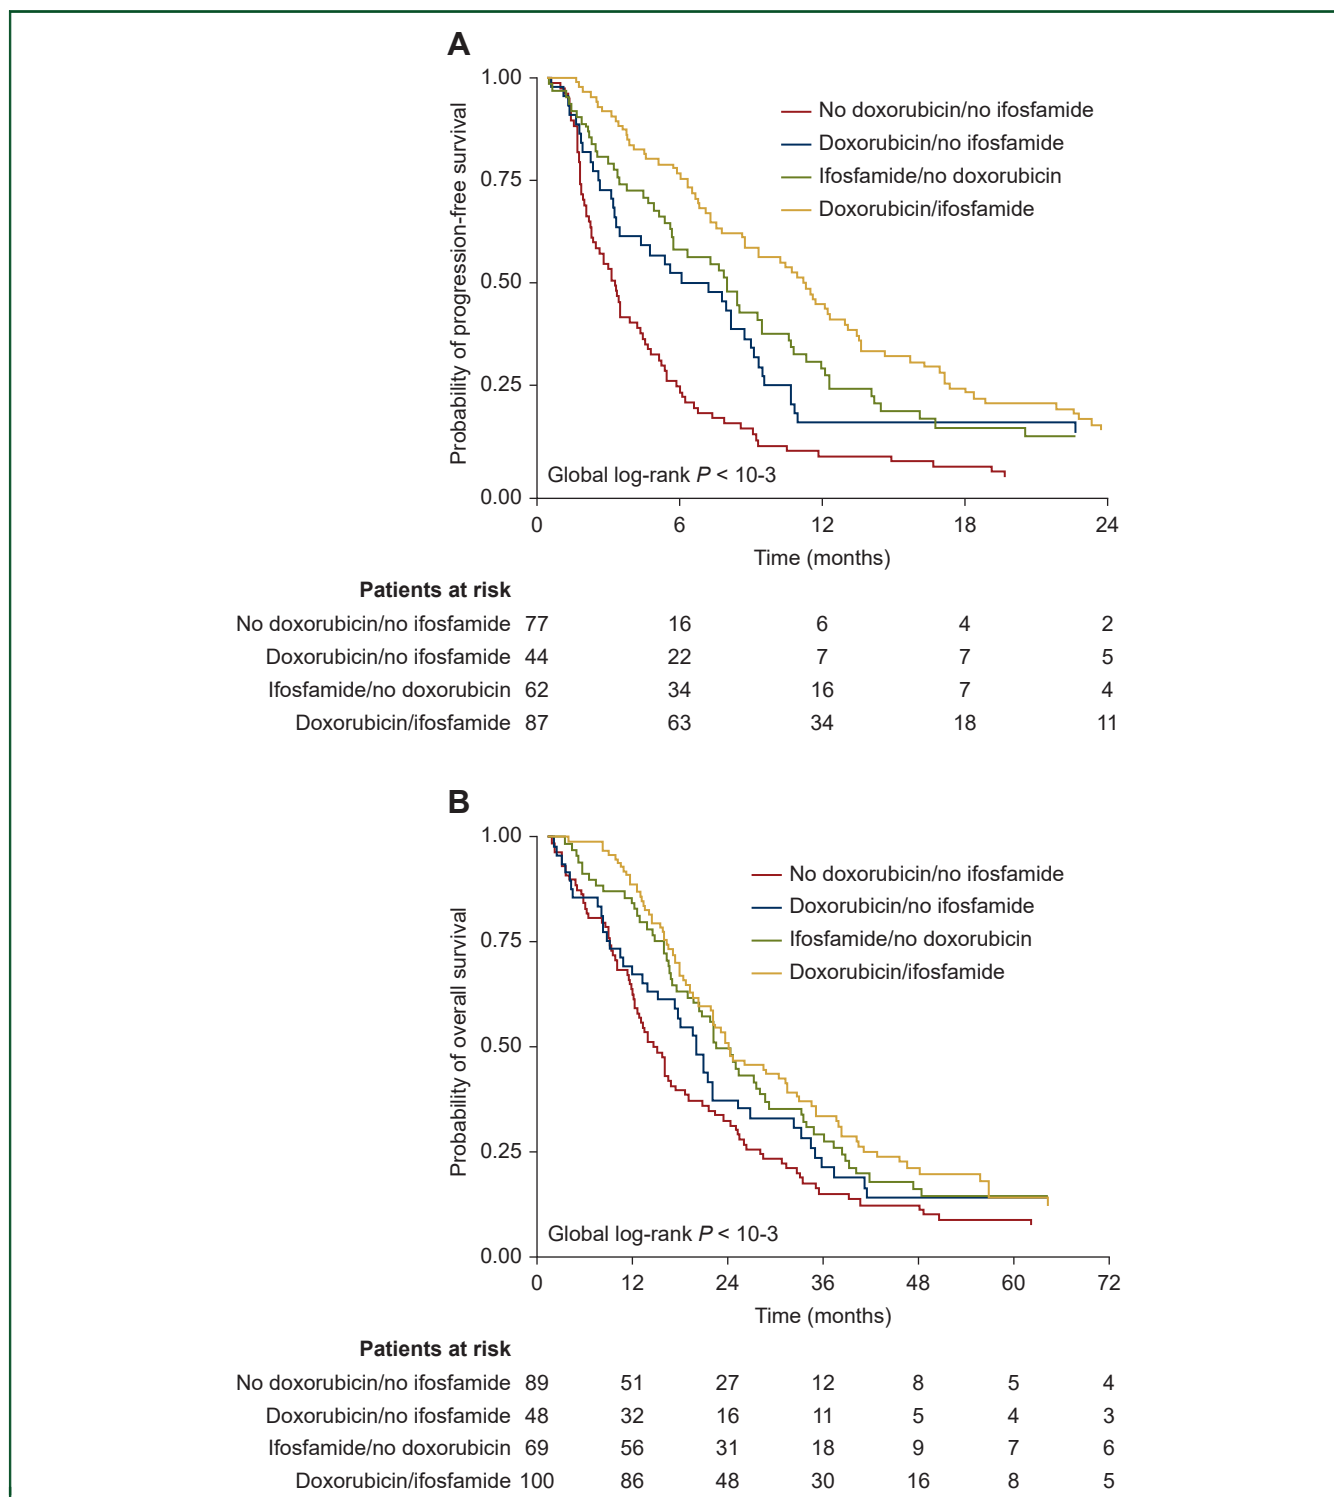 A
1.00
0.75
0.50
0.25
0.00
Probability of progression-free survival
No doxorubicin/no ifosfamide
Doxorubicin/no ifosfamide
Ifosfamide/no doxorubicin
Doxorubicin/ifosfamide
Global log-rank P < 10-3
0 6 12 18 24
Time (months)
Patients at risk
No doxorubicin/no ifosfamide 77 16 6 4 2
Doxorubicin/no ifosfamide 44 22 7 7 5
Ifosfamide/no doxorubicin 62 34 16 7 4
Doxorubicin/ifosfamide 87 63 34 18 11
B
1.00
0.75
0.50
0.25
0.00
Probability of overall survival
No doxorubicin/no ifosfamide
Doxorubicin/no ifosfamide
Ifosfamide/no doxorubicin
Doxorubicin/ifosfamide
Global log-rank P < 10-3
0 12 24 36 48 60 72
Time (months)
Patients at risk
No doxorubicin/no ifosfamide 89 51 27 12 8 5 4
Doxorubicin/no ifosfamide 48 32 16 11 5 4 3
Ifosfamide/no doxorubicin 69 56 31 18 9 7 6
Doxorubicin/ifosfamide 100 86 48 30 16 8 5